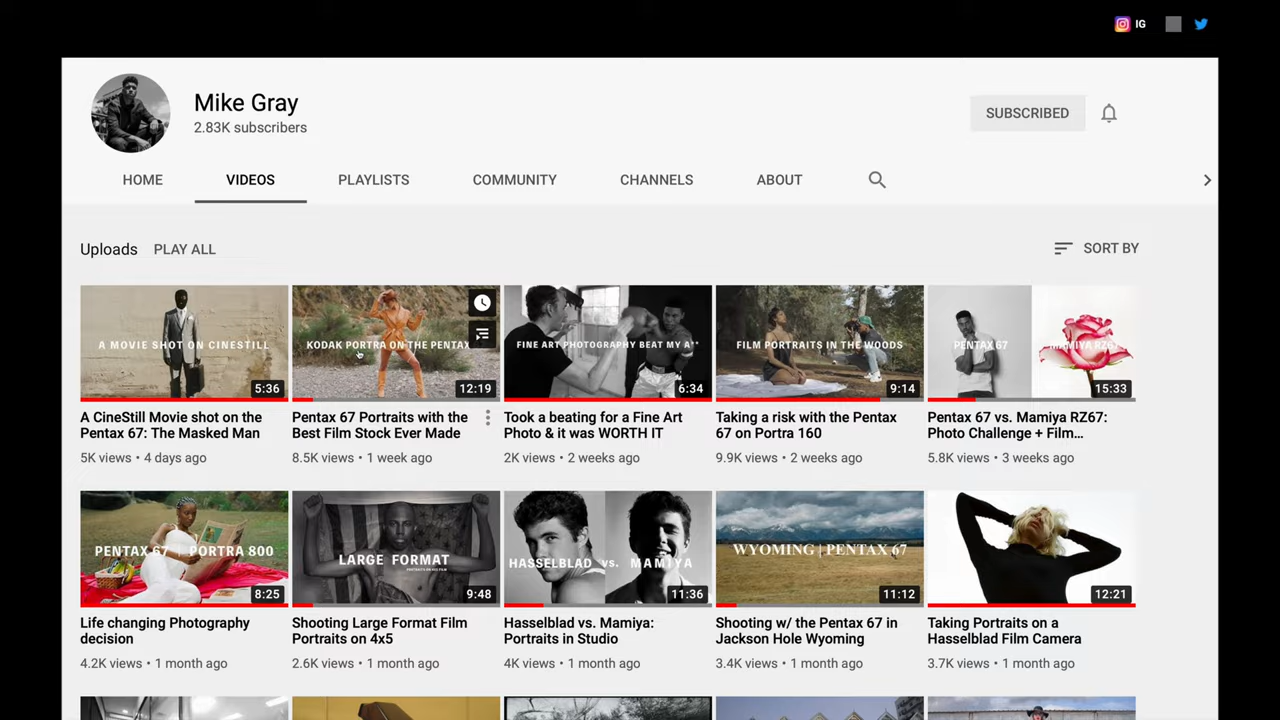 IG
Mike Gray
2.83K subscribers
SUBSCRIBED
HOME VIDEOS PLAYLISTS COMMUNITY CHANNELS ABOUT
Uploads PLAY ALL SORT BY
A MOVIE SHOT ON CINESTILL
5:36
A CineStill Movie shot on the
Pentax 67: The Masked Man
5K views • 4 days ago
KODAK PORTRA ON THE PENTAX
12:19
Pentax 67 Portraits with the
Best Film Stock Ever Made
8.5K views • 1 week ago
FINE ART PHOTOGRAPHY BEAT MY A**
6:34
Took a beating for a Fine Art
Photo & it was WORTH IT
2K views • 2 weeks ago
FILM PORTRAITS IN THE WOODS
9:14
Taking a risk with the Pentax
67 on Portra 160
9.9K views • 2 weeks ago
PENTAX 67 MAMIYA RZ67
15:33
Pentax 67 vs. Mamiya RZ67:
Photo Challenge + Film...
5.8K views • 3 weeks ago
PENTAX 67 | PORTRA 800
8:25
Life changing Photography
decision
4.2K views • 1 month ago
LARGE FORMAT
9:48
Shooting Large Format Film
Portraits on 4x5
2.6K views • 1 month ago
HASSELBLAD vs. MAMIYA
11:36
Hasselblad vs. Mamiya:
Portraits in Studio
4K views • 1 month ago
WYOMING | PENTAX 67
11:12
Shooting w/ the Pentax 67 in
Jackson Hole Wyoming
3.4K views • 1 month ago
12:21
Taking Portraits on a
Hasselblad Film Camera
3.7K views • 1 month ago